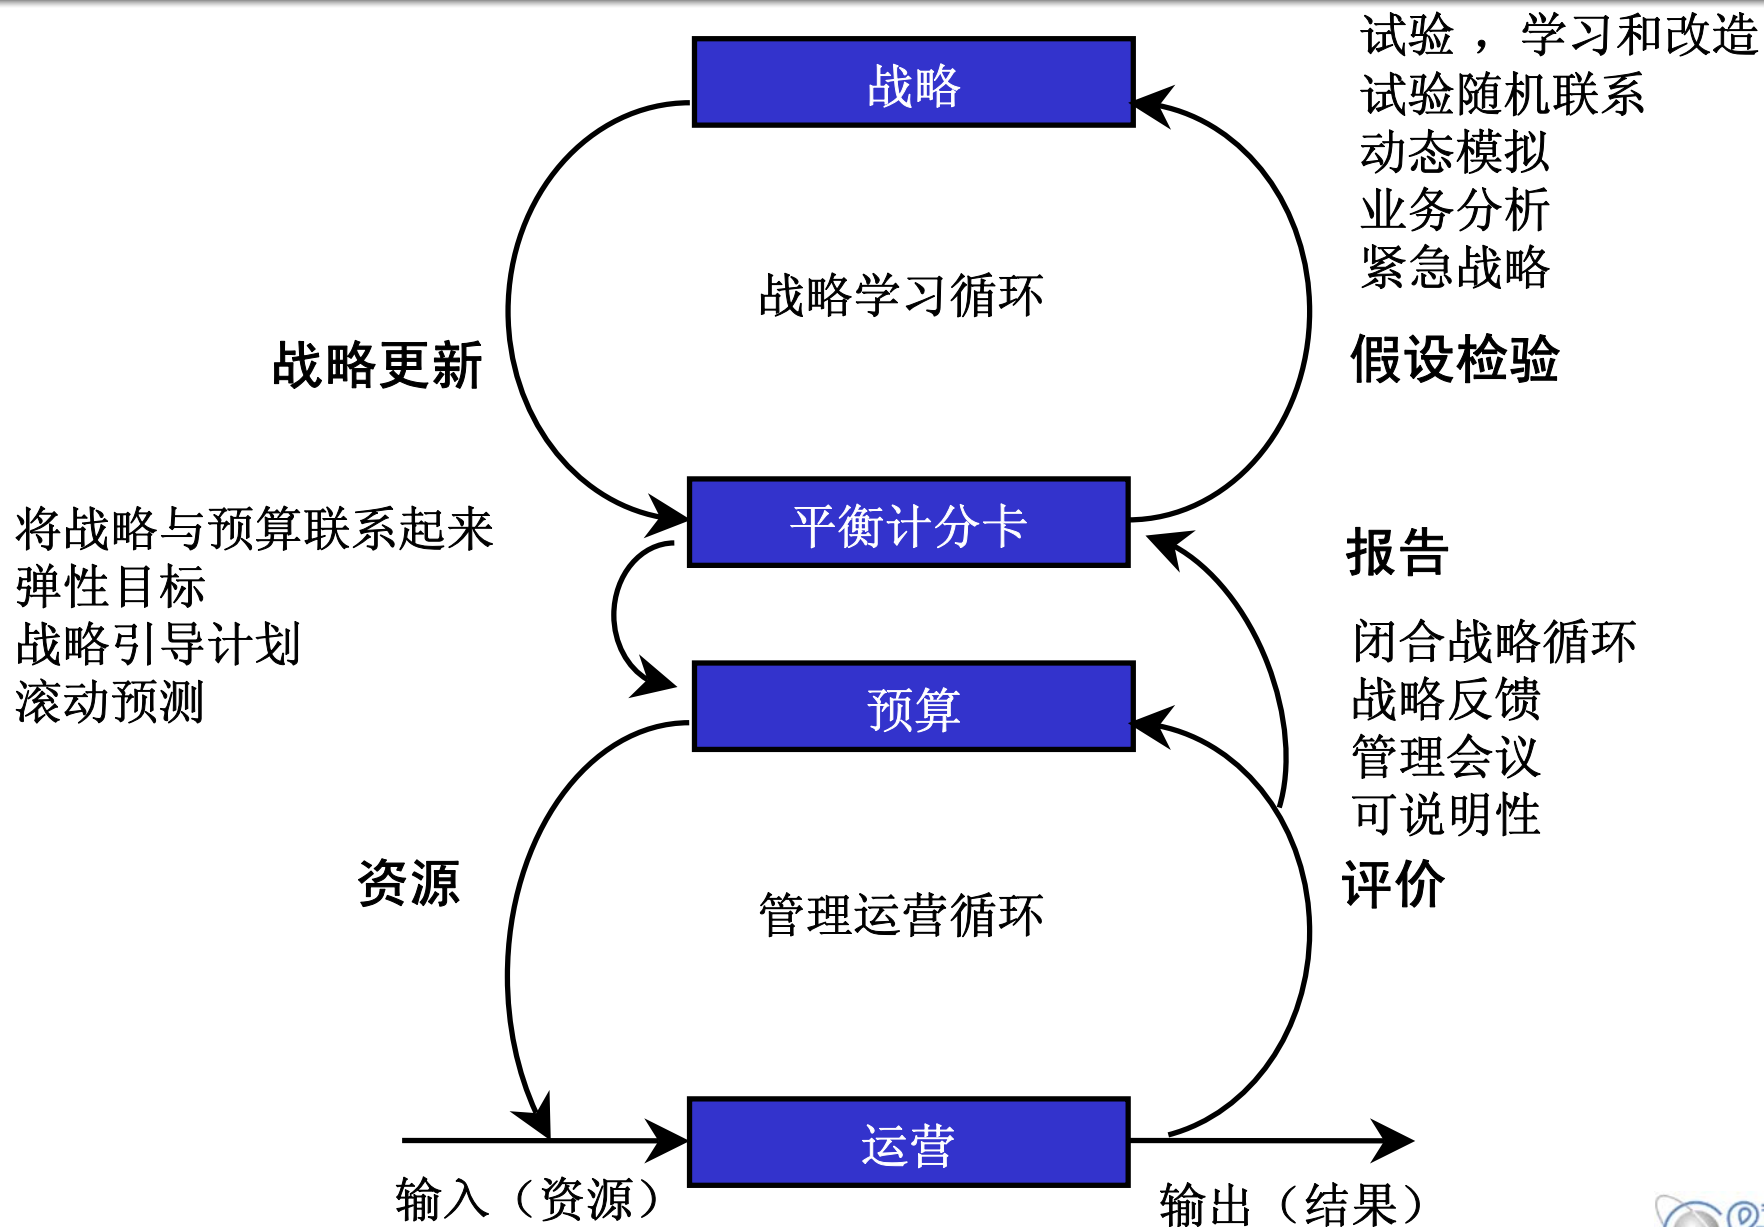 战略
试验，学习和改造
试验随机联系
动态模拟
业务分析
紧急战略
战略学习循环
战略更新
假设检验
将战略与预算联系起来
弹性目标
战略引导计划
滚动预测
平衡计分卡
报告
闭合战略循环
战略反馈
管理会议
可说明性
预算
资源
管理运营循环
评价
运营
输入（资源）
输出（结果）